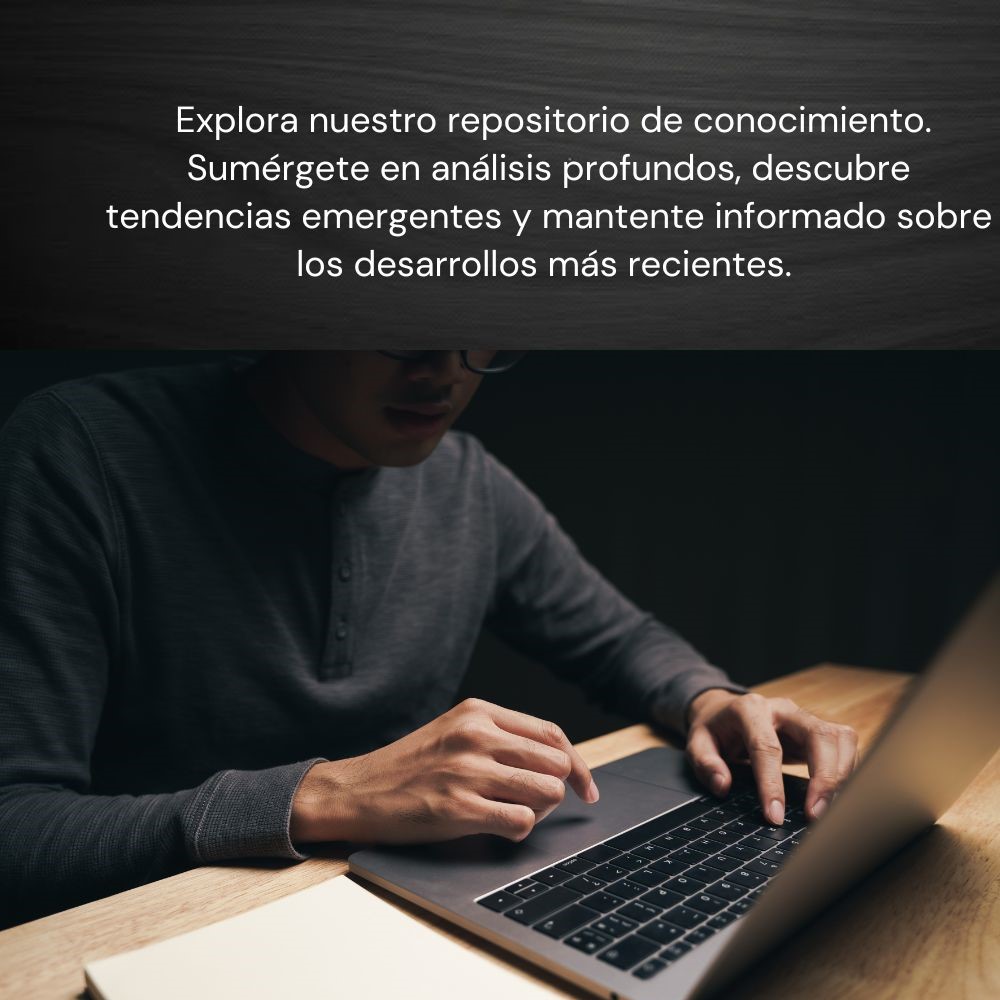 Explora nuestro repositorio de conocimiento.
Sumérgete en análisis profundos, descubre
tendencias emergentes y mantente informado sobre
los desarrollos más recientes.